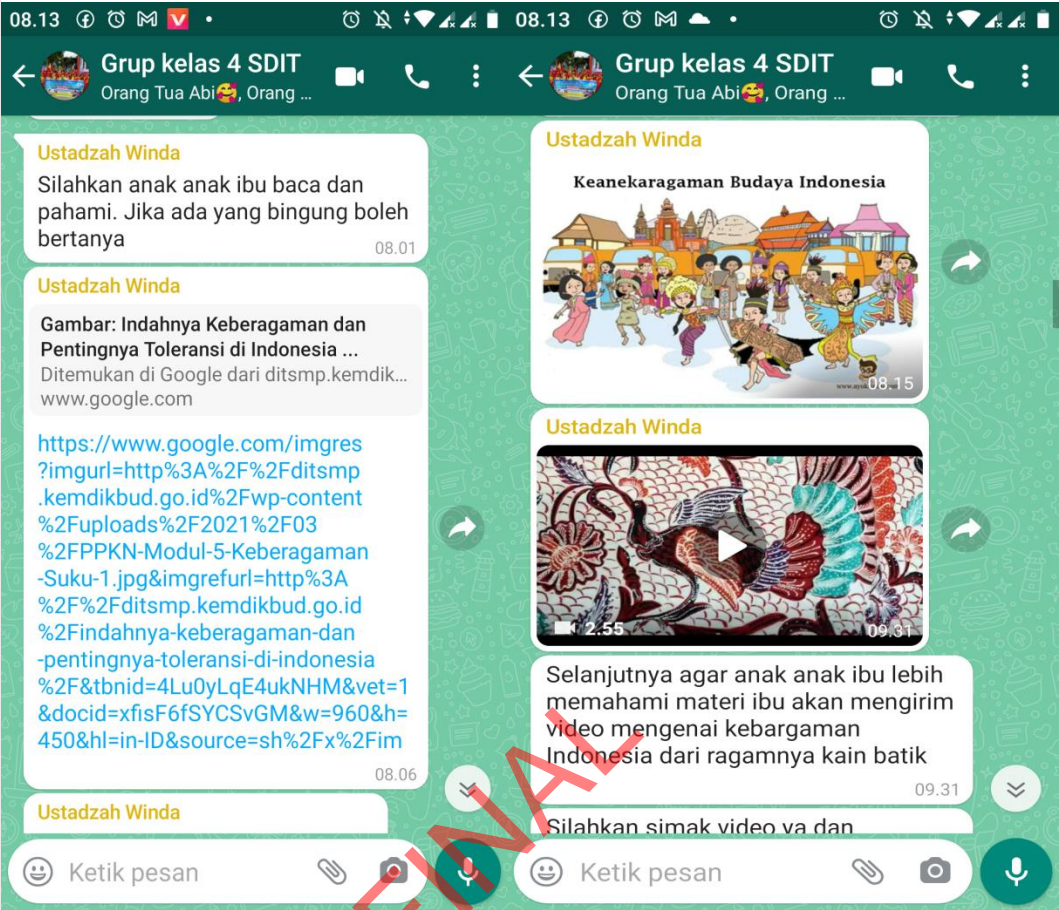 08.13
Grup kelas 4 SDIT
Orang Tua Abi🥰, Orang ...
Ustadzah Winda
Silahkan anak anak ibu baca dan
pahami. Jika ada yang bingung boleh
bertanya
08.01
Ustadzah Winda
Gambar: Indahnya Keberagaman dan
Pentingnya Toleransi di Indonesia ...
Ditemukan di Google dari ditsmp.kemdik...
www.google.com
https://www.google.com/imgres
?imgurl=http%3A%2F%2Fditsmp
.kemdikbud.go.id%2Fwp-content
%2Fuploads%2F2021%2F03
%2FPPKN-Modul-5-Keberagaman
-Suku-1.jpg&imgrefurl=http%3A
%2F%2Fditsmp.kemdikbud.go.id
%2Findahnya-keberagaman-dan
-pentingnya-toleransi-di-indonesia
%2F&tbnid=4Lu0yLqE4ukNHM&vet=1
&docid=xfisF6fSYCSvGM&w=960&h=
450&hl=in-ID&source=sh%2Fx%2Fim
08.06
Ustadzah Winda
Ketik pesan
08.13
Grup kelas 4 SDIT
Orang Tua Abi🥰, Orang ...
Ustadzah Winda
Keanekaragaman Budaya Indonesia
08.15
Ustadzah Winda
2.55
09.31
Selanjutnya agar anak anak ibu lebih
memahami materi ibu akan mengirim
video mengenai kebargaman
Indonesia dari ragamnya kain batik
09.31
Silahkan simak video ya dan
Ketik pesan